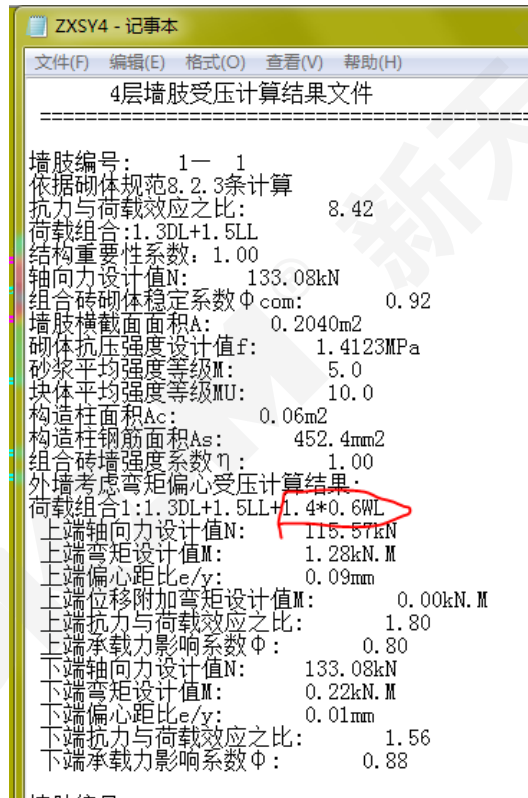 ZXSY4 - 记事本
文件(F) 编辑(E) 格式(O) 查看(V) 帮助(H)
4层墙肢受压计算结果文件
================================================
墙肢编号: 1— 1
依据砌体规范8.2.3条计算
抗力与荷载效应之比: 8.42
荷载组合:1.3DL+1.5LL
结构重要性系数: 1.00
轴向力设计值N: 133.08kN
组合砖砌体稳定系数Φcom: 0.92
墙肢横截面面积A: 0.2040m2
砌体抗压强度设计值f: 1.4123MPa
砂浆平均强度等级M: 5.0
块体平均强度等级MU: 10.0
构造柱面积Ac: 0.06m2
构造柱钢筋面积As: 452.4mm2
组合砖墙强度系数η: 1.00
外墙考虑弯矩偏心受压计算结果:
荷载组合1:1.3DL+1.5LL+1.4*0.6WL
上端轴向力设计值N: 115.57kN
上端弯矩设计值M: 1.28kN.M
上端偏心距比e/y: 0.09mm
上端位移附加弯矩设计值M: 0.00kN.M
上端抗力与荷载效应之比: 1.80
上端承载力影响系数Φ: 0.80
下端轴向力设计值N: 133.08kN
下端弯矩设计值M: 0.22kN.M
下端偏心距比e/y: 0.01mm
下端抗力与荷载效应之比: 1.56
下端承载力影响系数Φ: 0.88